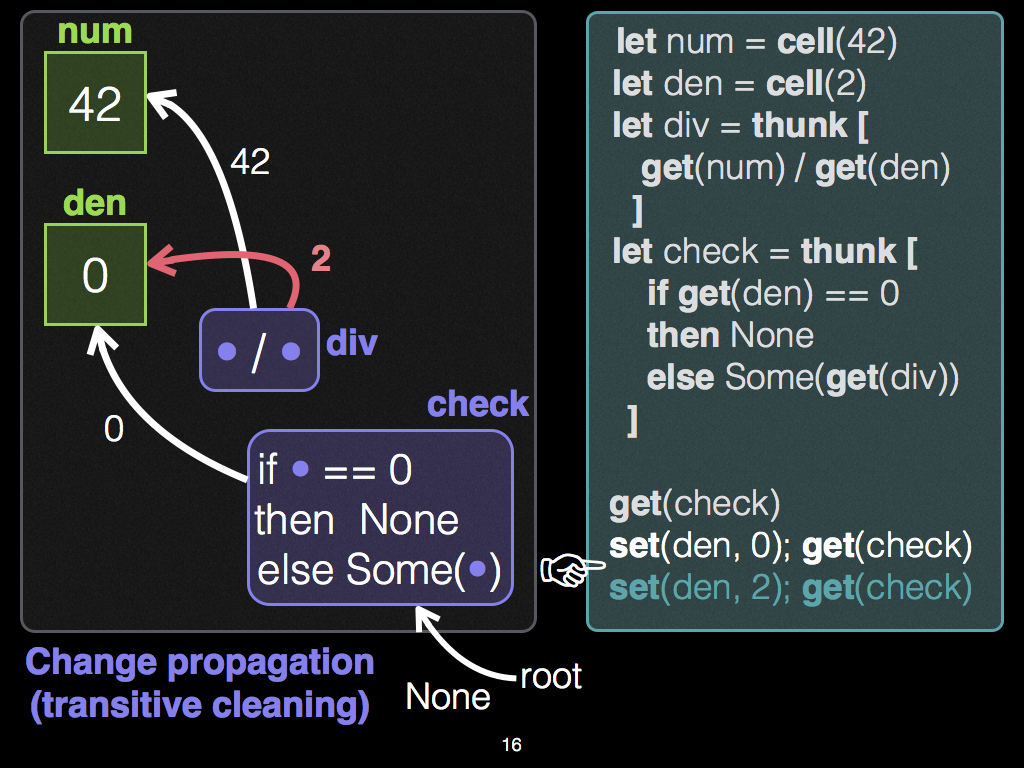 num
42
42
den
0
2
• / •
div
0
check
if • == 0
then None
else Some(•)
root
None
Change propagation
(transitive cleaning)
let num = cell(42)
let den = cell(2)
let div = thunk [
get(num) / get(den)
]
let check = thunk [
if get(den) == 0
then None
else Some(get(div))
]
get(check)
set(den, 0); get(check)
set(den, 2); get(check)
16